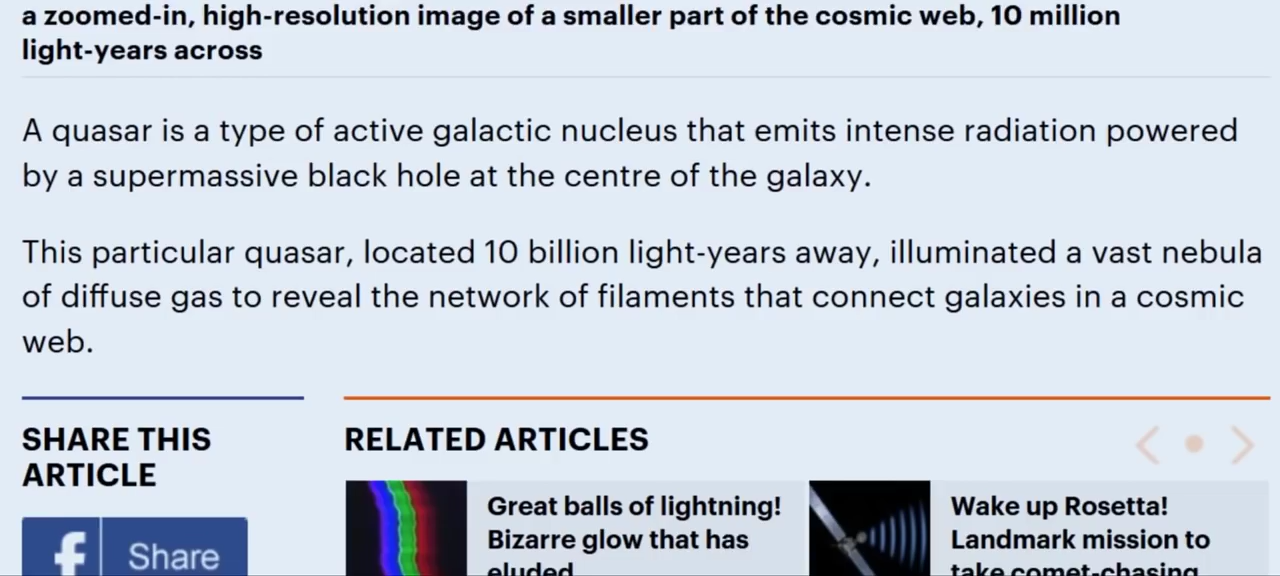 a zoomed-in, high-resolution image of a smaller part of the cosmic web, 10 million
light-years across
A quasar is a type of active galactic nucleus that emits intense radiation powered
by a supermassive black hole at the centre of the galaxy.
This particular quasar, located 10 billion light-years away, illuminated a vast nebula
of diffuse gas to reveal the network of filaments that connect galaxies in a cosmic
web.
SHARE THIS
ARTICLE
f Share
RELATED ARTICLES
Great balls of lightning!
Bizarre glow that has
eluded
Wake up Rosetta!
Landmark mission to
take comet-chasing